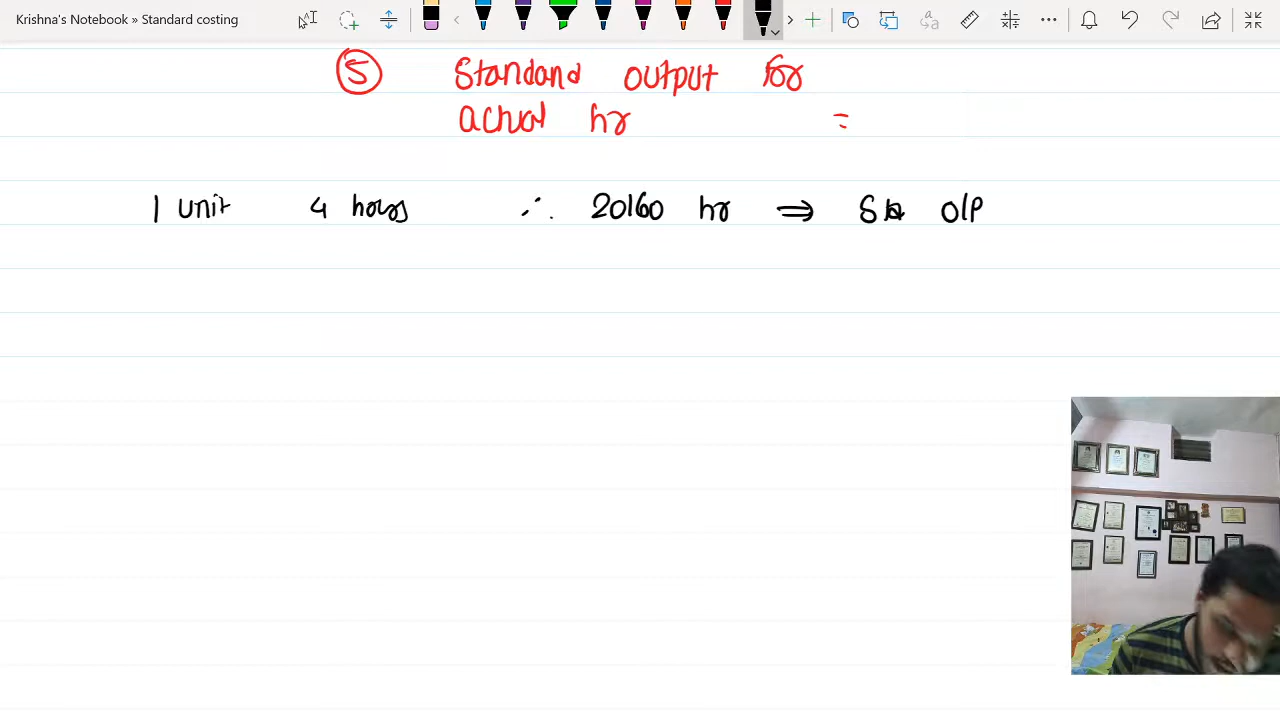 Krishna's Notebook » Standard costing
5 Standard output for
actual hr =
1 unit 4 hours ∴ 20160 hr ⇒ Std O/P